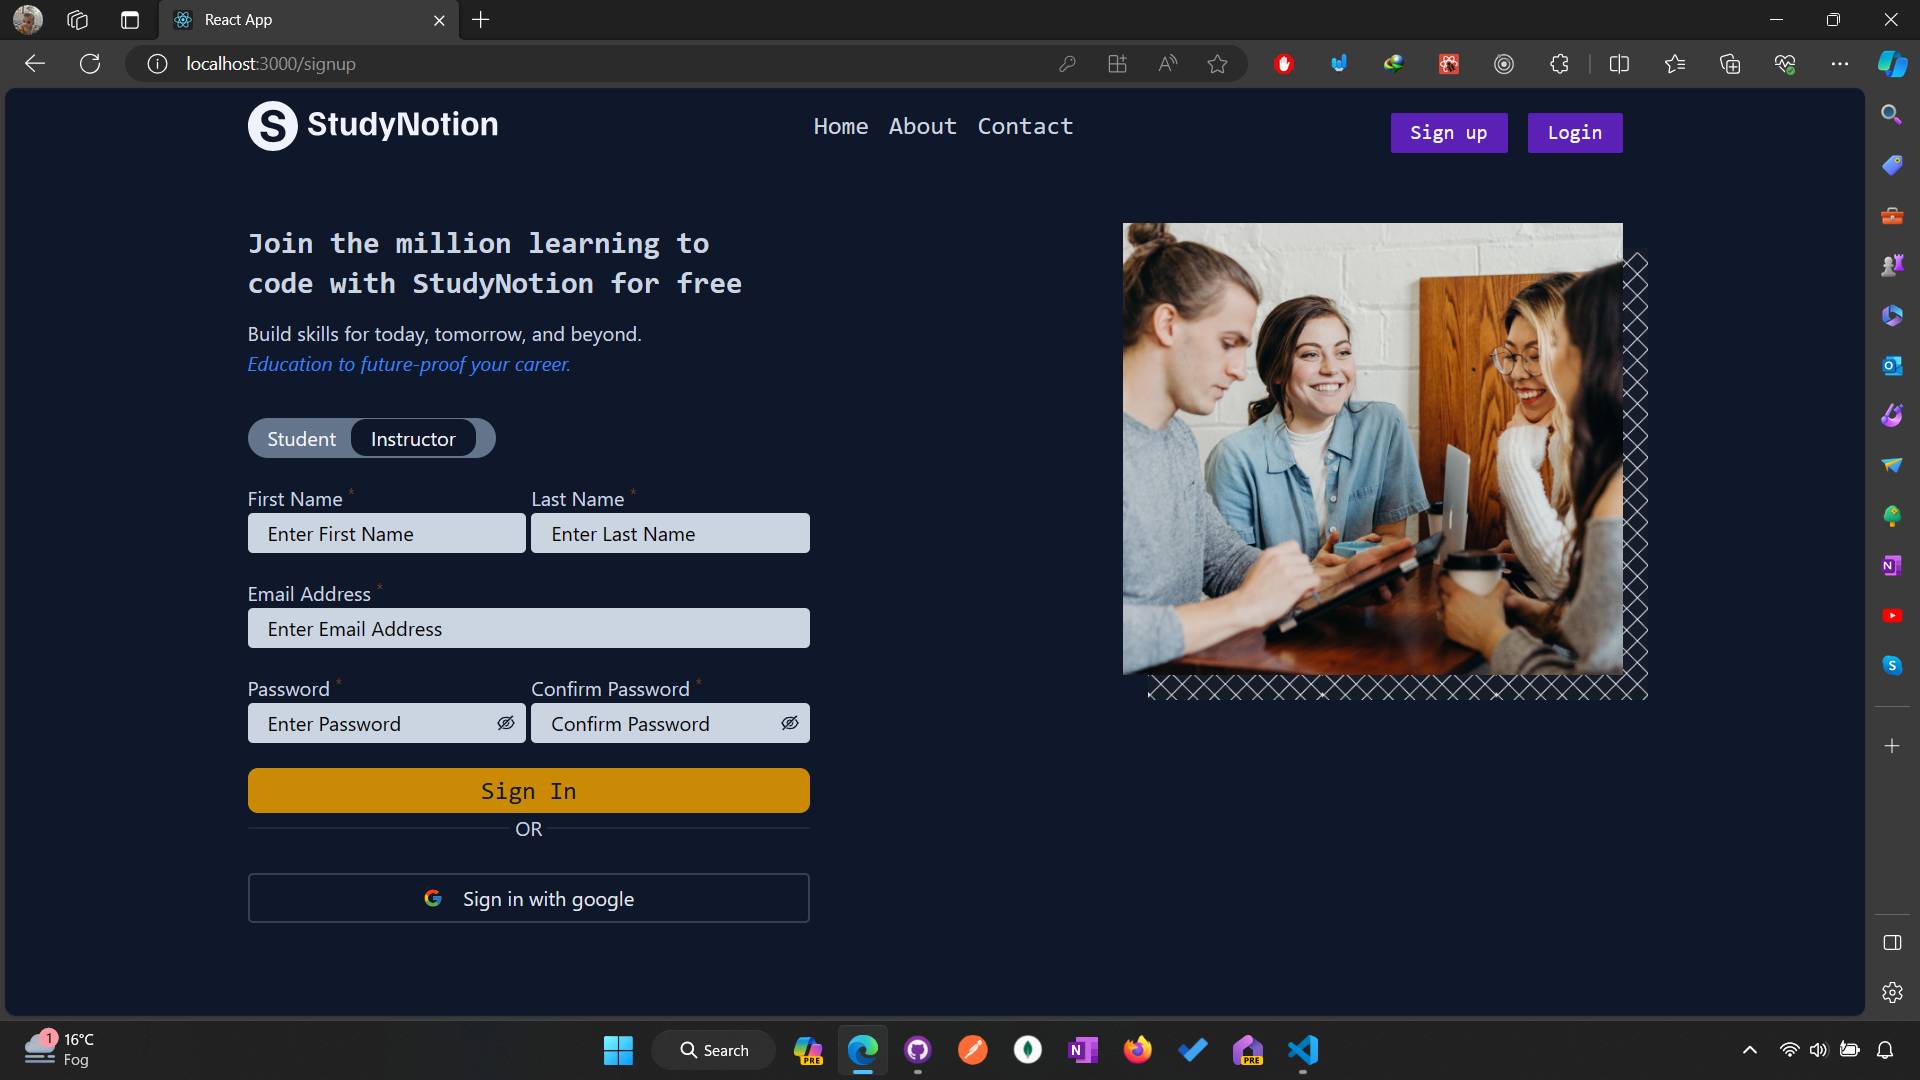 React App
localhost:3000/signup
S StudyNotion
Home About Contact
Sign up Login
Join the million learning to
code with StudyNotion for free
Build skills for today, tomorrow, and beyond.
Education to future-proof your career.
Student Instructor
First Name * Last Name *
Enter First Name Enter Last Name
Email Address *
Enter Email Address
Password * Confirm Password *
Enter Password Confirm Password
Sign In
OR
Sign in with google
1 16°C
Fog
Search
PRE
PRE